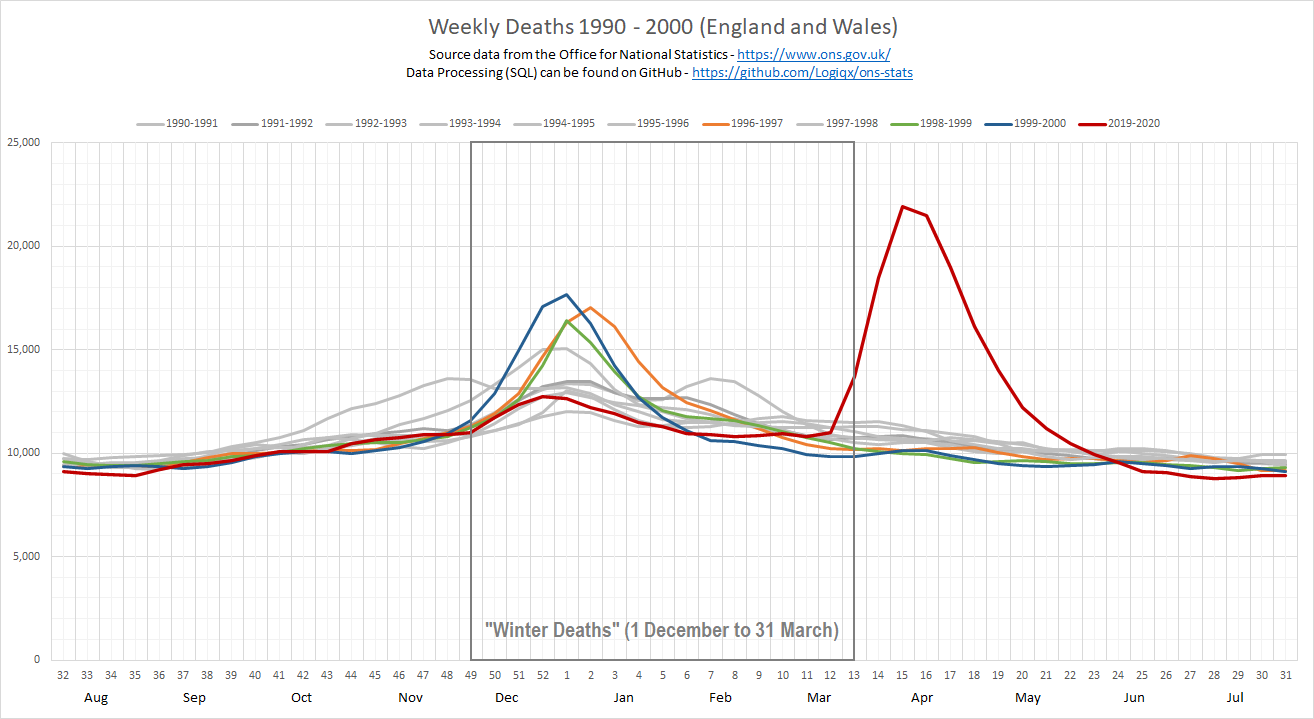 Weekly Deaths 1990 - 2000 (England and Wales)
Source data from the Office for National Statistics - https://www.ons.gov.uk/
Data Processing (SQL) can be found on GitHub - https://github.com/Logiqx/ons-stats
1990-1991 1991-1992 1992-1993 1993-1994 1994-1995 1995-1996 1996-1997 1997-1998 1998-1999 1999-2000 2019-2020
25,000
20,000
15,000
10,000
5,000
"Winter Deaths" (1 December to 31 March)
0
32 33 34 35 36 37 38 39 40 41 42 43 44 45 46 47 48 49 50 51 52 1 2 3 4 5 6 7 8 9 10 11 12 13 14 15 16 17 18 19 20 21 22 23 24 25 26 27 28 29 30 31
Aug Sep Oct Nov Dec Jan Feb Mar Apr May Jun Jul